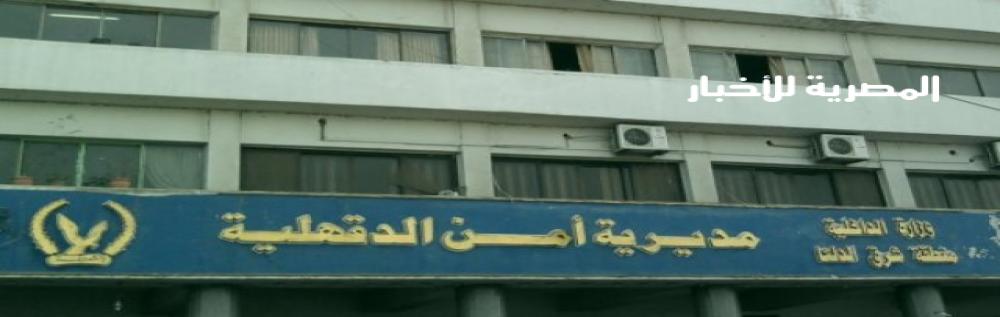 المصرية للأخبار
وزارة الداخلية
منطقة شرق الدلتا
مديرية أمن الدقهلية